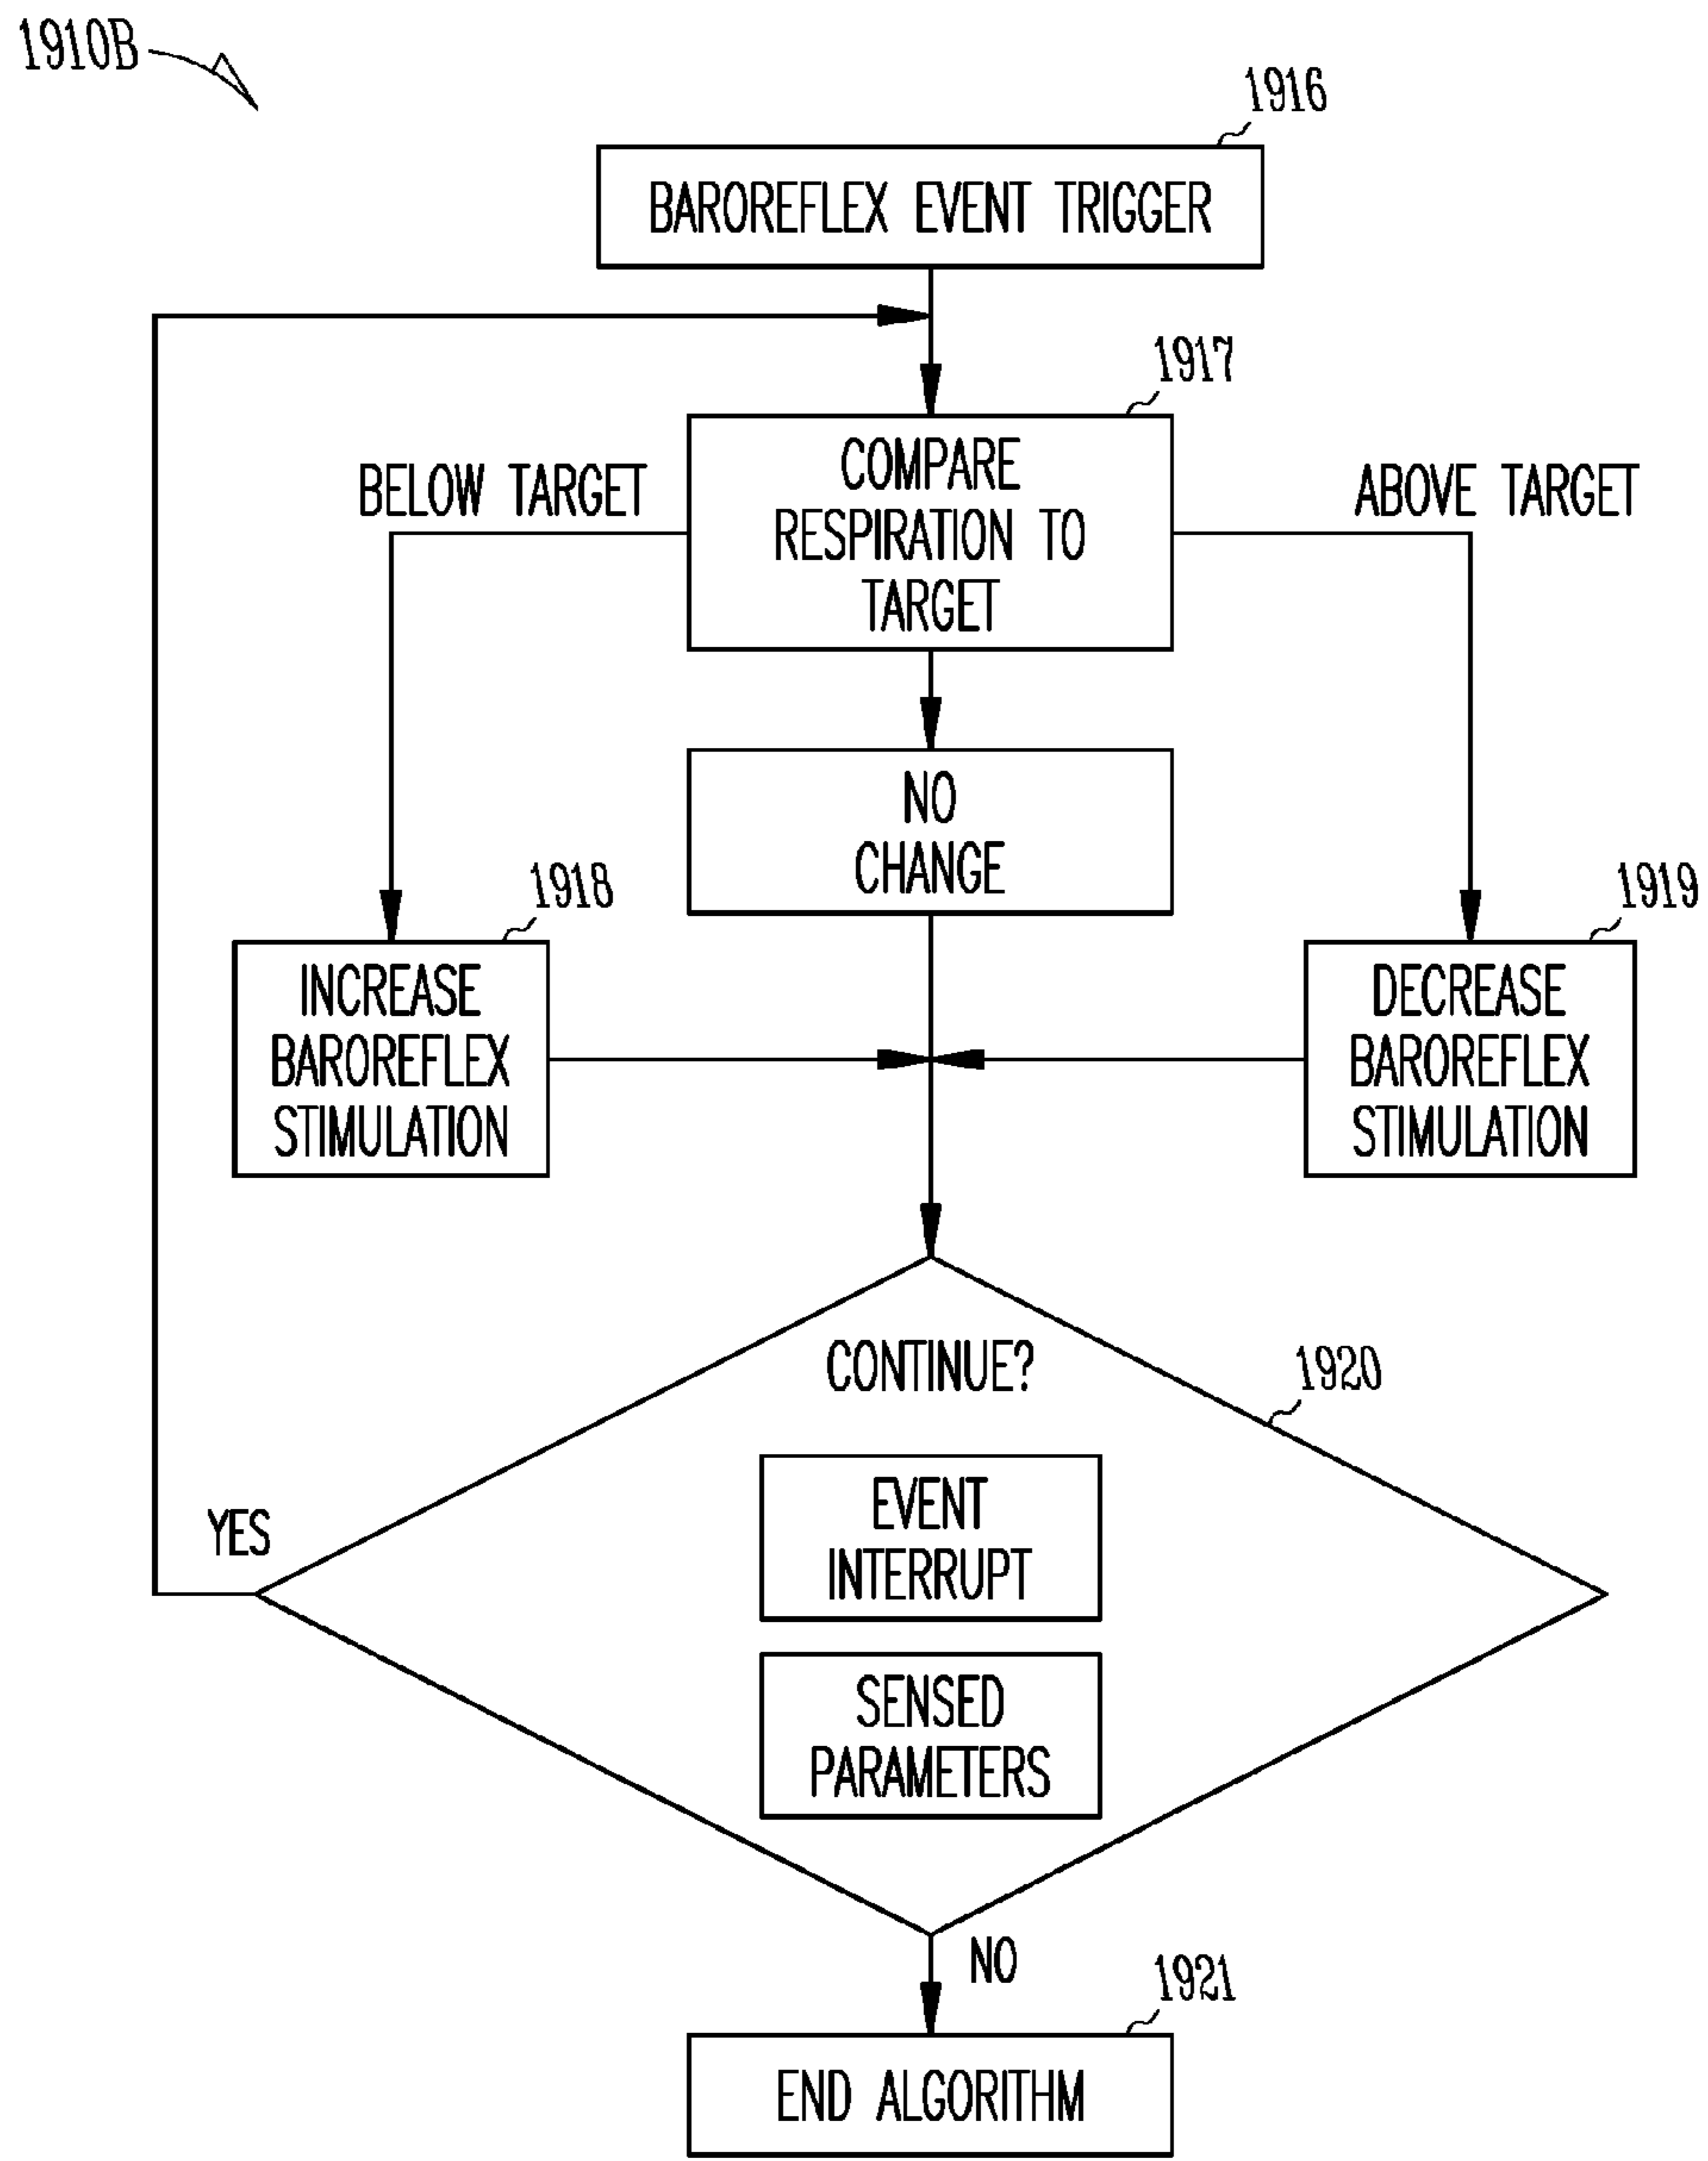 1910B
1916
BAROREFLEX EVENT TRIGGER
1917
COMPARE
RESPIRATION TO
TARGET
BELOW TARGET
ABOVE TARGET
NO
CHANGE
1918
INCREASE
BAROREFLEX
STIMULATION
1919
DECREASE
BAROREFLEX
STIMULATION
CONTINUE?
1920
EVENT
INTERRUPT
YES
SENSED
PARAMETERS
NO
1921
END ALGORITHM